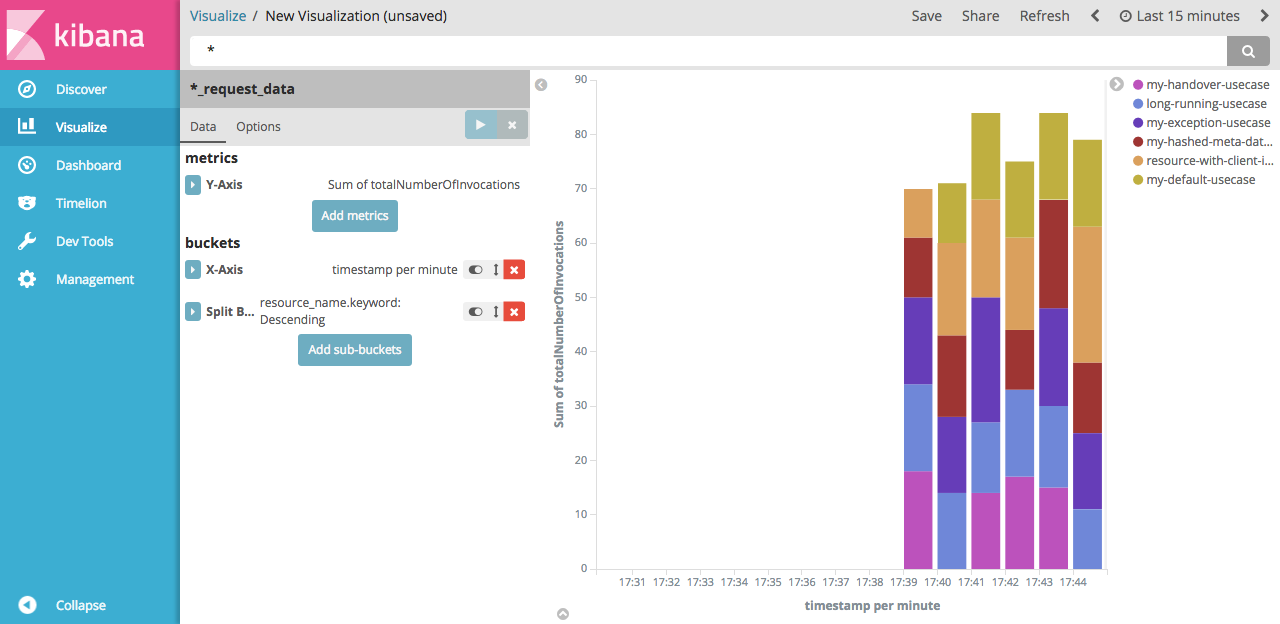 kibana
Discover
Visualize
Dashboard
Timelion
Dev Tools
Management
Collapse
Visualize / New Visualization (unsaved)
Save Share Refresh Last 15 minutes
*
*_request_data
Data Options
metrics
Y-Axis Sum of totalNumberOfInvocations
Add metrics
buckets
X-Axis timestamp per minute
Split B... resource_name.keyword:
Descending
Add sub-buckets
Sum of totalNumberOfInvocations
90
80
70
60
50
40
30
20
10
0
17:31 17:32 17:33 17:34 17:35 17:36 17:37 17:38 17:39 17:40 17:41 17:42 17:43 17:44
timestamp per minute
my-handover-usecase
long-running-usecase
my-exception-usecase
my-hashed-meta-dat...
resource-with-client-i...
my-default-usecase